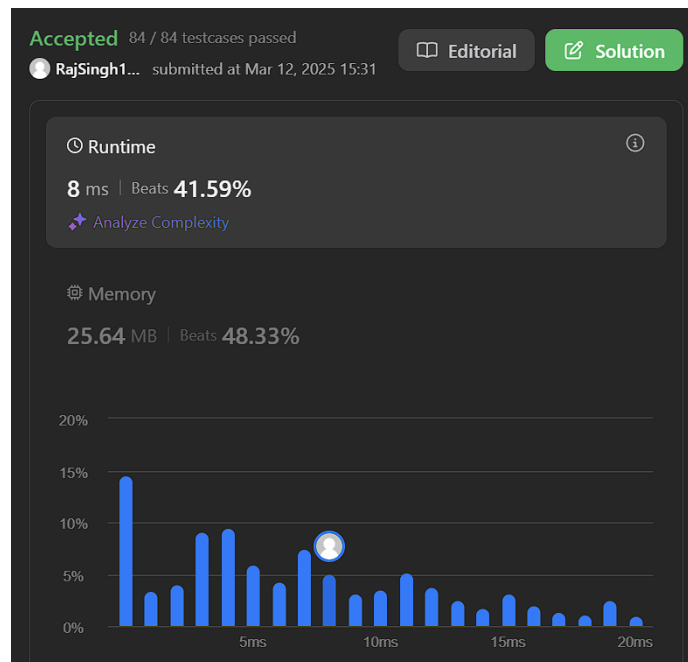 Accepted 84 / 84 testcases passed
Editorial
Solution
RajSingh1... submitted at Mar 12, 2025 15:31
Runtime
8 ms | Beats 41.59%
Analyze Complexity
Memory
25.64 MB | Beats 48.33%
20%
15%
10%
5%
0%
5ms 10ms 15ms 20ms